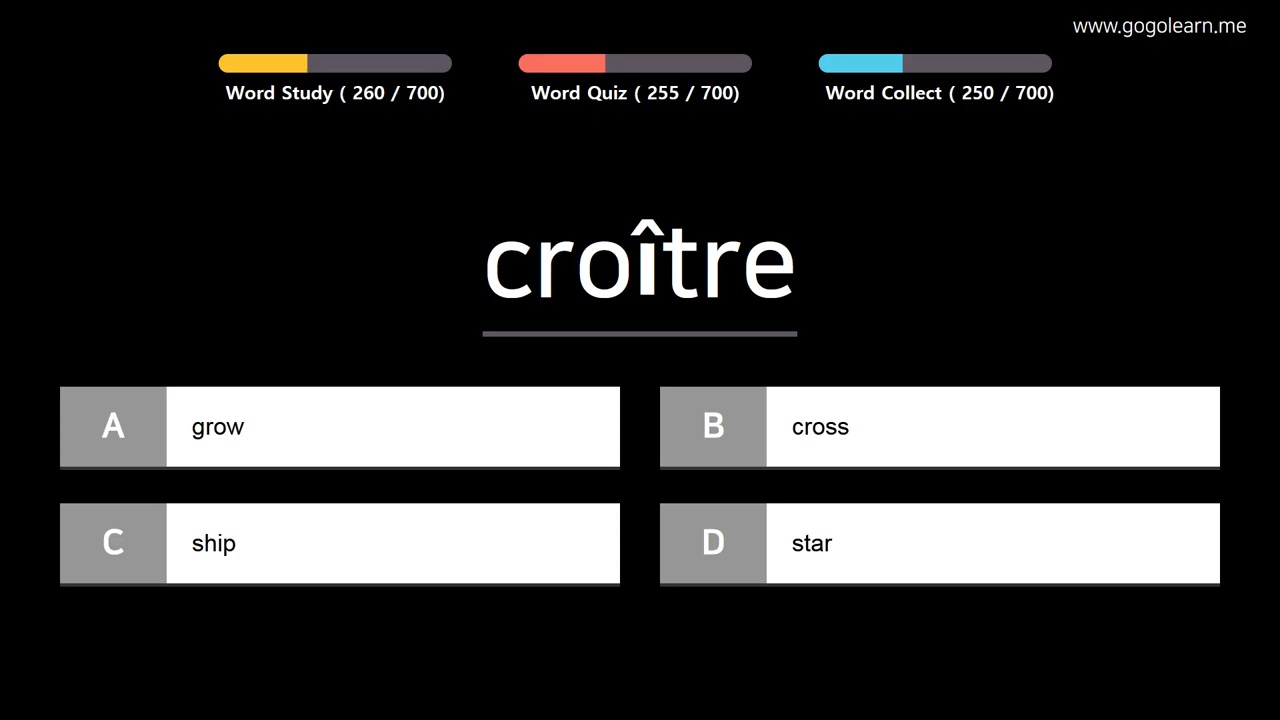 www.gogolearn.me
Word Study ( 260 / 700)
Word Quiz ( 255 / 700)
Word Collect ( 250 / 700)
croître
A grow
B cross
C ship
D star